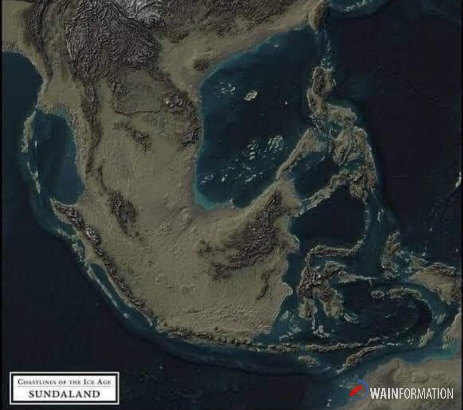 COASTLINES OF THE ICE AGE
SUNDALAND
WAINFORMATION